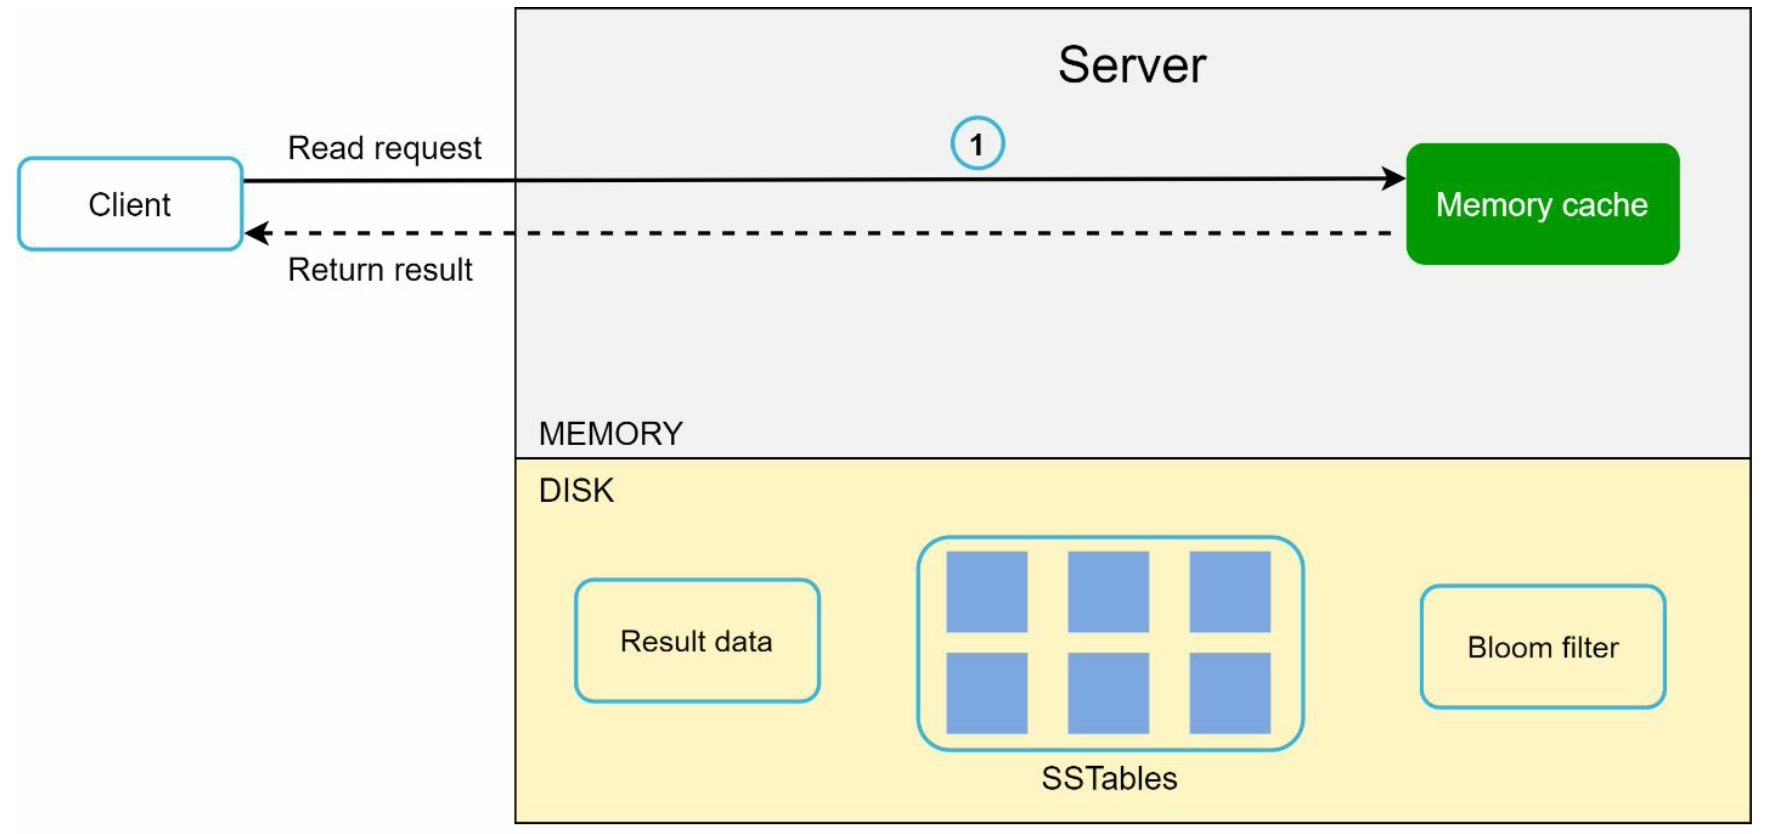 Server
Read request
1
Client
Memory cache
Return result
MEMORY
DISK
Result data
Bloom filter
SSTables